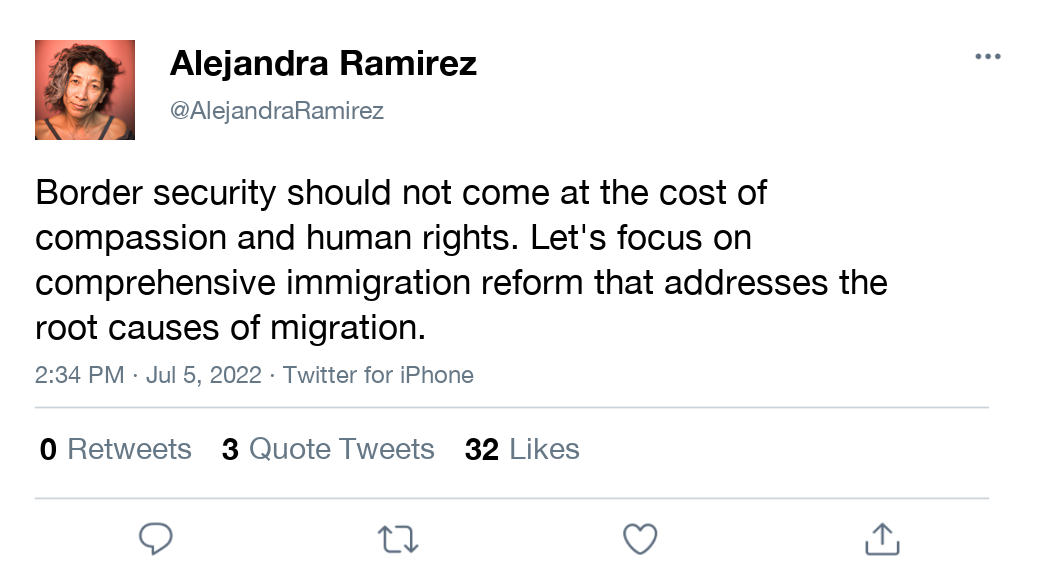 Alejandra Ramirez
@AlejandraRamirez
Border security should not come at the cost of
compassion and human rights. Let's focus on
comprehensive immigration reform that addresses the
root causes of migration.
2:34 PM · Jul 5, 2022 · Twitter for iPhone
0 Retweets 3 Quote Tweets 32 Likes